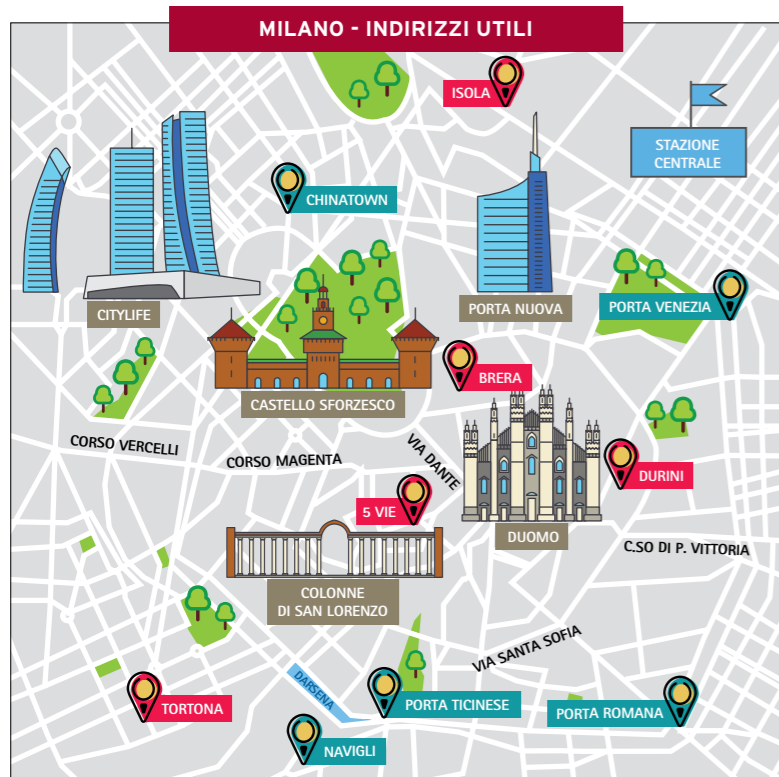 MILANO - INDIRIZZI UTILI
ISOLA
STAZIONE
CENTRALE
CHINATOWN
CITYLIFE
PORTA NUOVA
PORTA VENEZIA
BRERA
CASTELLO SFORZESCO
CORSO VERCELLI
CORSO MAGENTA
VIA DANTE
DURINI
5 VIE
DUOMO
C.SO DI P. VITTORIA
COLONNE
DI SAN LORENZO
VIA SANTA SOFIA
DARSENA
TORTONA
PORTA TICINESE
PORTA ROMANA
NAVIGLI